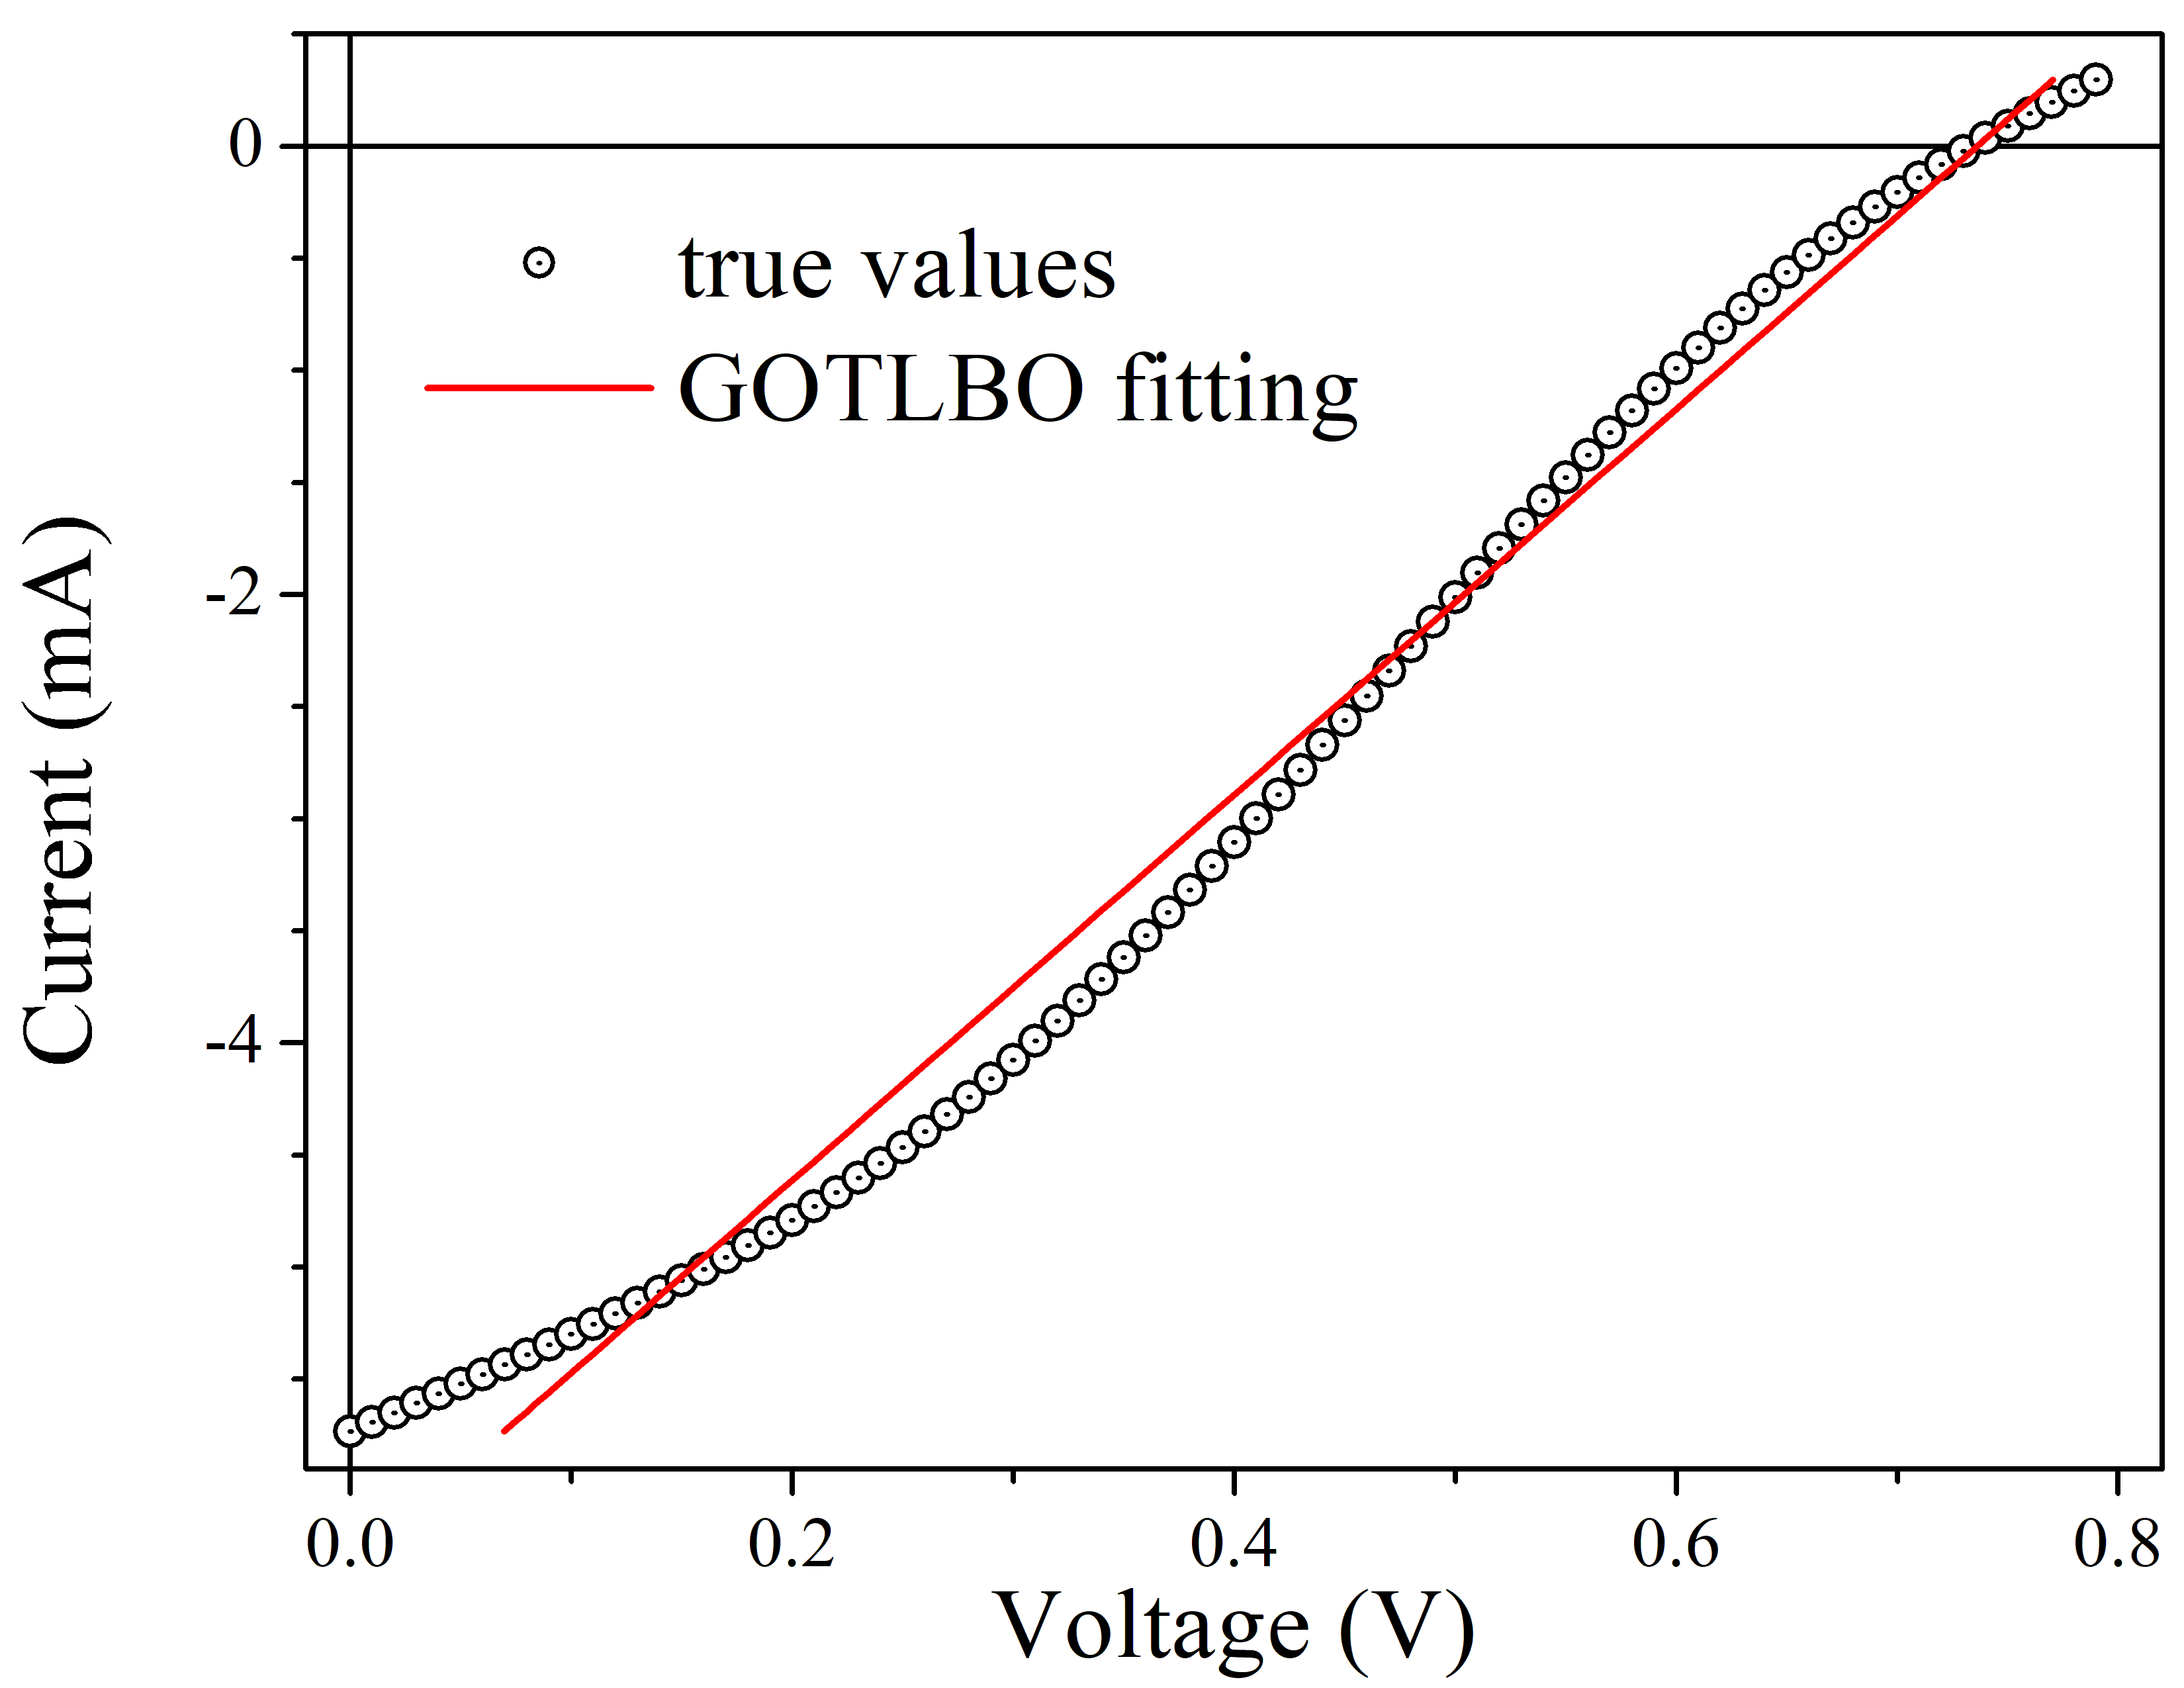 0
true values
GOTLBO fitting
-2
-4
Current (mA)
0.0 0.2 0.4 0.6 0.8
Voltage (V)